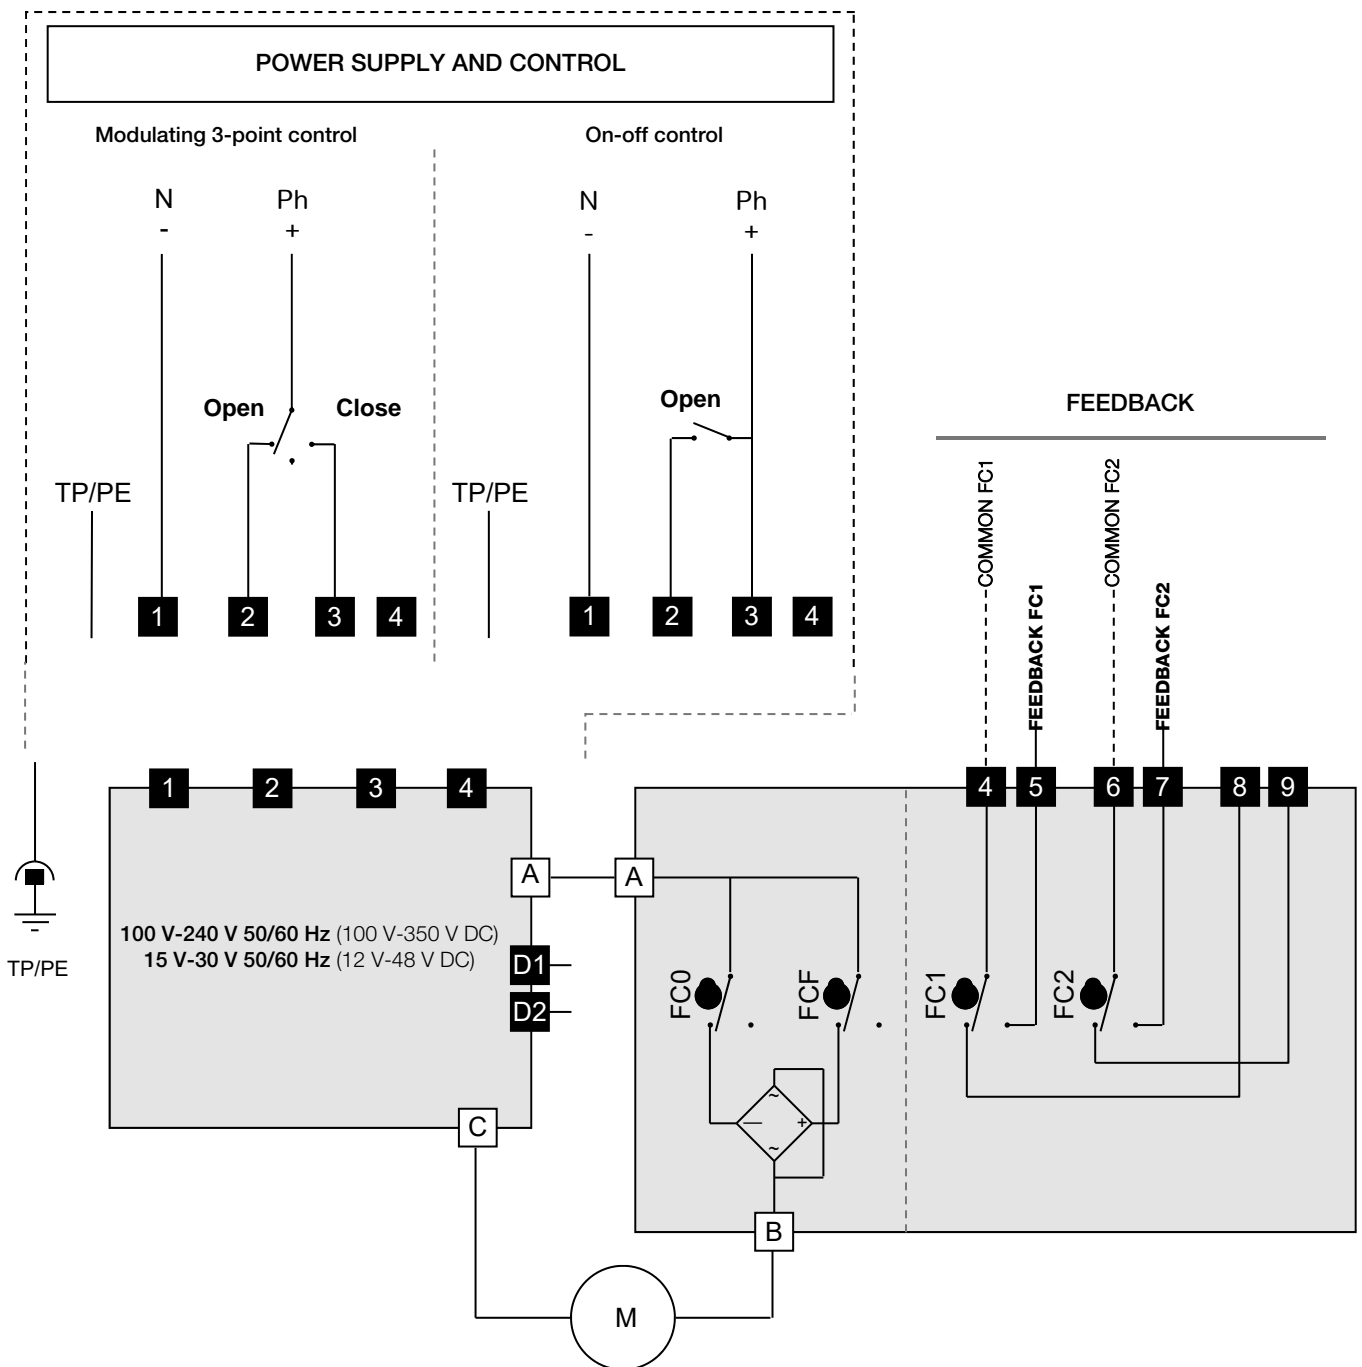 POWER SUPPLY AND CONTROL
Modulating 3-point control
On-off control
N
Ph
N
Ph
-
+
-
+
Open
Close
Open
TP/PE
TP/PE
1
2
3
4
1
2
3
4
FEEDBACK
COMMON FC1
FEEDBACK FC1
COMMON FC2
FEEDBACK FC2
1
2
3
4
4
5
6
7
8
9
A
A
100 V-240 V 50/60 Hz (100 V-350 V DC)
15 V-30 V 50/60 Hz (12 V-48 V DC)
TP/PE
D1
D2
FC0
FCF
FC1
FC2
~
—
+
~
C
B
M